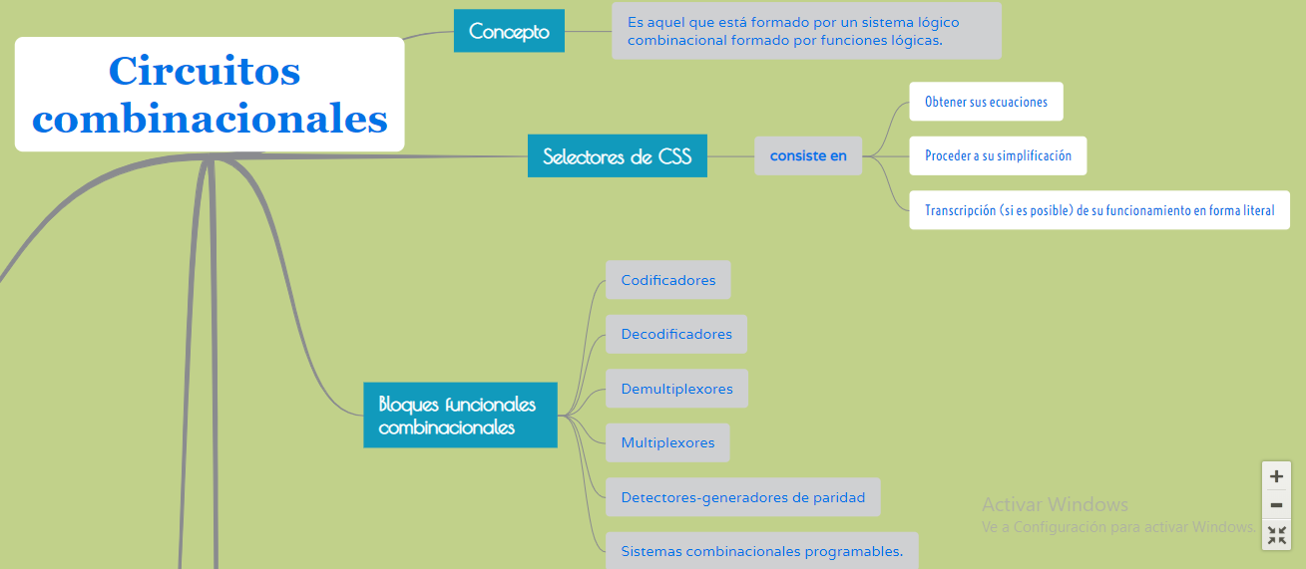 Circuitos
combinacionales
Concepto
Es aquel que está formado por un sistema lógico
combinacional formado por funciones lógicas.
Selectores de CSS
consiste en
Obtener sus ecuaciones
Proceder a su simplificación
Transcripción (si es posible) de su funcionamiento en forma literal
Bloques funcionales
combinacionales
Codificadores
Decodificadores
Demultiplexores
Multiplexores
Detectores-generadores de paridad
Sistemas combinacionales programables.
Activar Windows
Ve a Configuración para activar Windows.